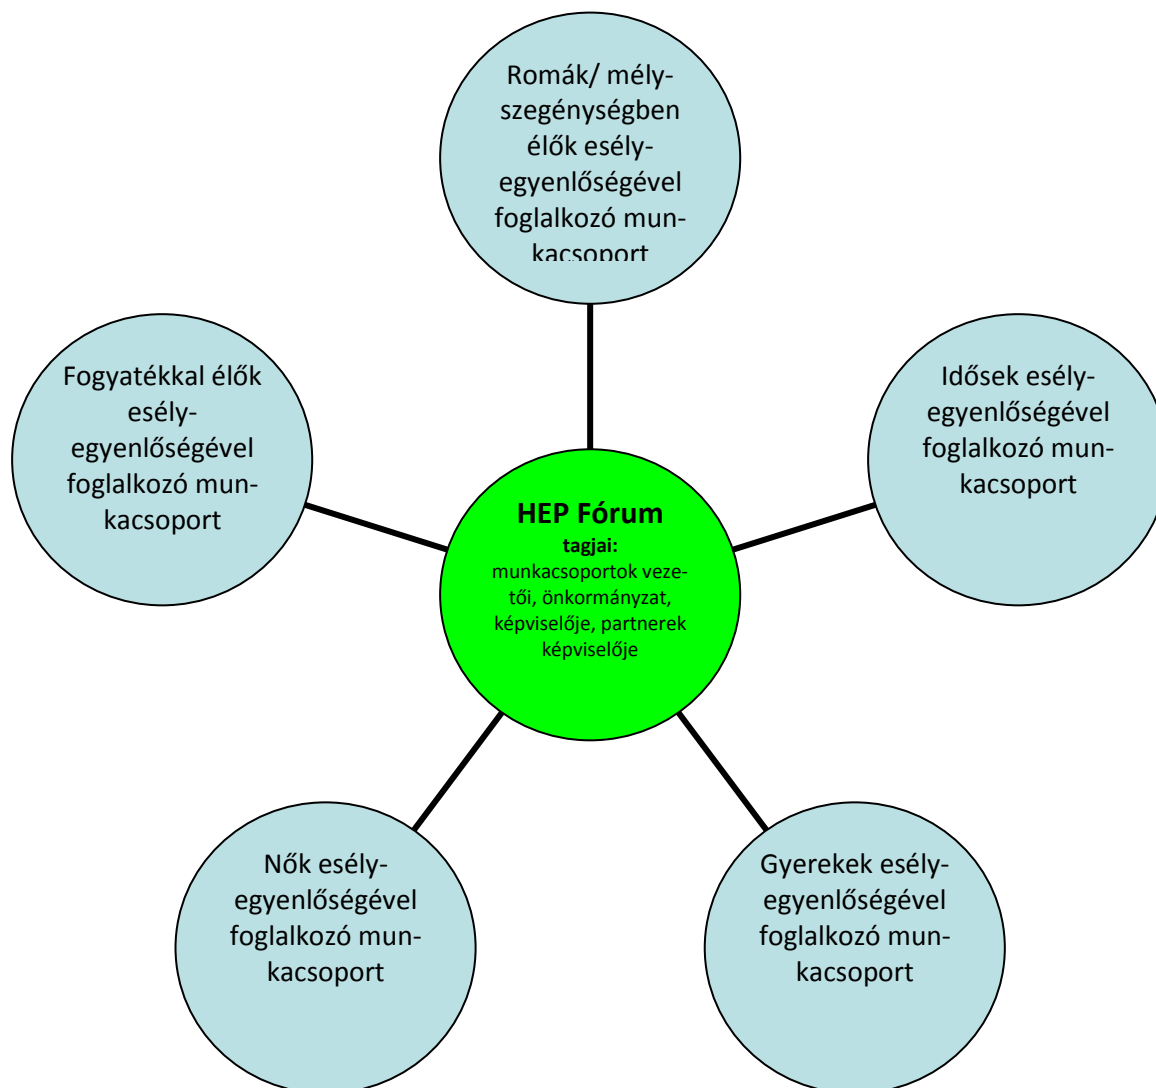 Romák/ mély-
szegénységben
élők esély-
egyenlőségével
foglalkozó mun-
kacsoport
Fogyatékkal élők
esély-
egyenlőségével
foglalkozó mun-
kacsoport
Idősek esély-
egyenlőségével
foglalkozó mun-
kacsoport
HEP Fórum
tagjai:
munkacsoportok veze-
tői, önkormányzat,
képviselője, partnerek
képviselője
Nők esély-
egyenlőségével
foglalkozó mun-
kacsoport
Gyerekek esély-
egyenlőségével
foglalkozó mun-
kacsoport